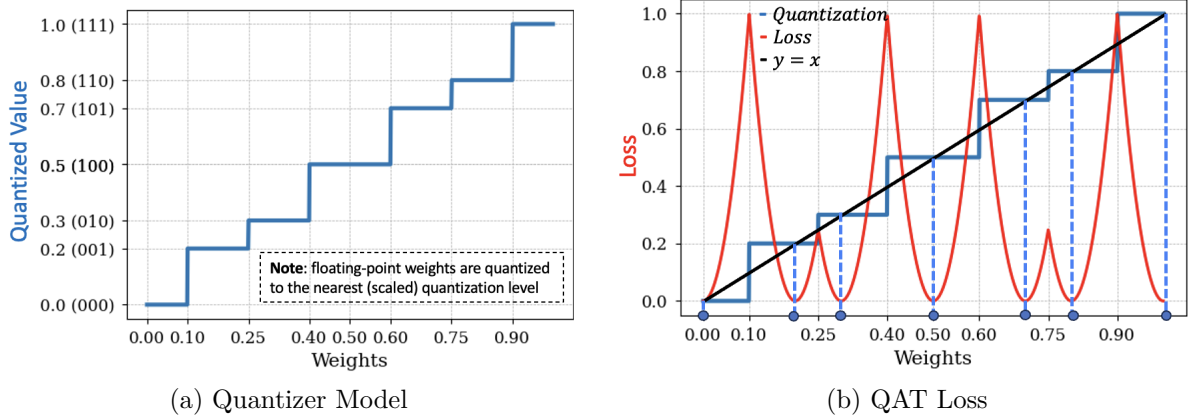 Quantized Value
1.0 (111)
0.8 (110)
0.7 (101)
0.5 (100)
0.3 (010)
0.2 (001)
0.0 (000)
Note: floating-point weights are quantized
to the nearest (scaled) quantization level
0.00 0.10 0.25 0.40 0.50 0.60 0.75 0.90
Weights
(a) Quantizer Model
Loss
1.0
0.8
0.6
0.4
0.2
0.0
Quantization
Loss
y = x
0.00 0.10 0.25 0.40 0.50 0.60 0.75 0.90
Weights
(b) QAT Loss